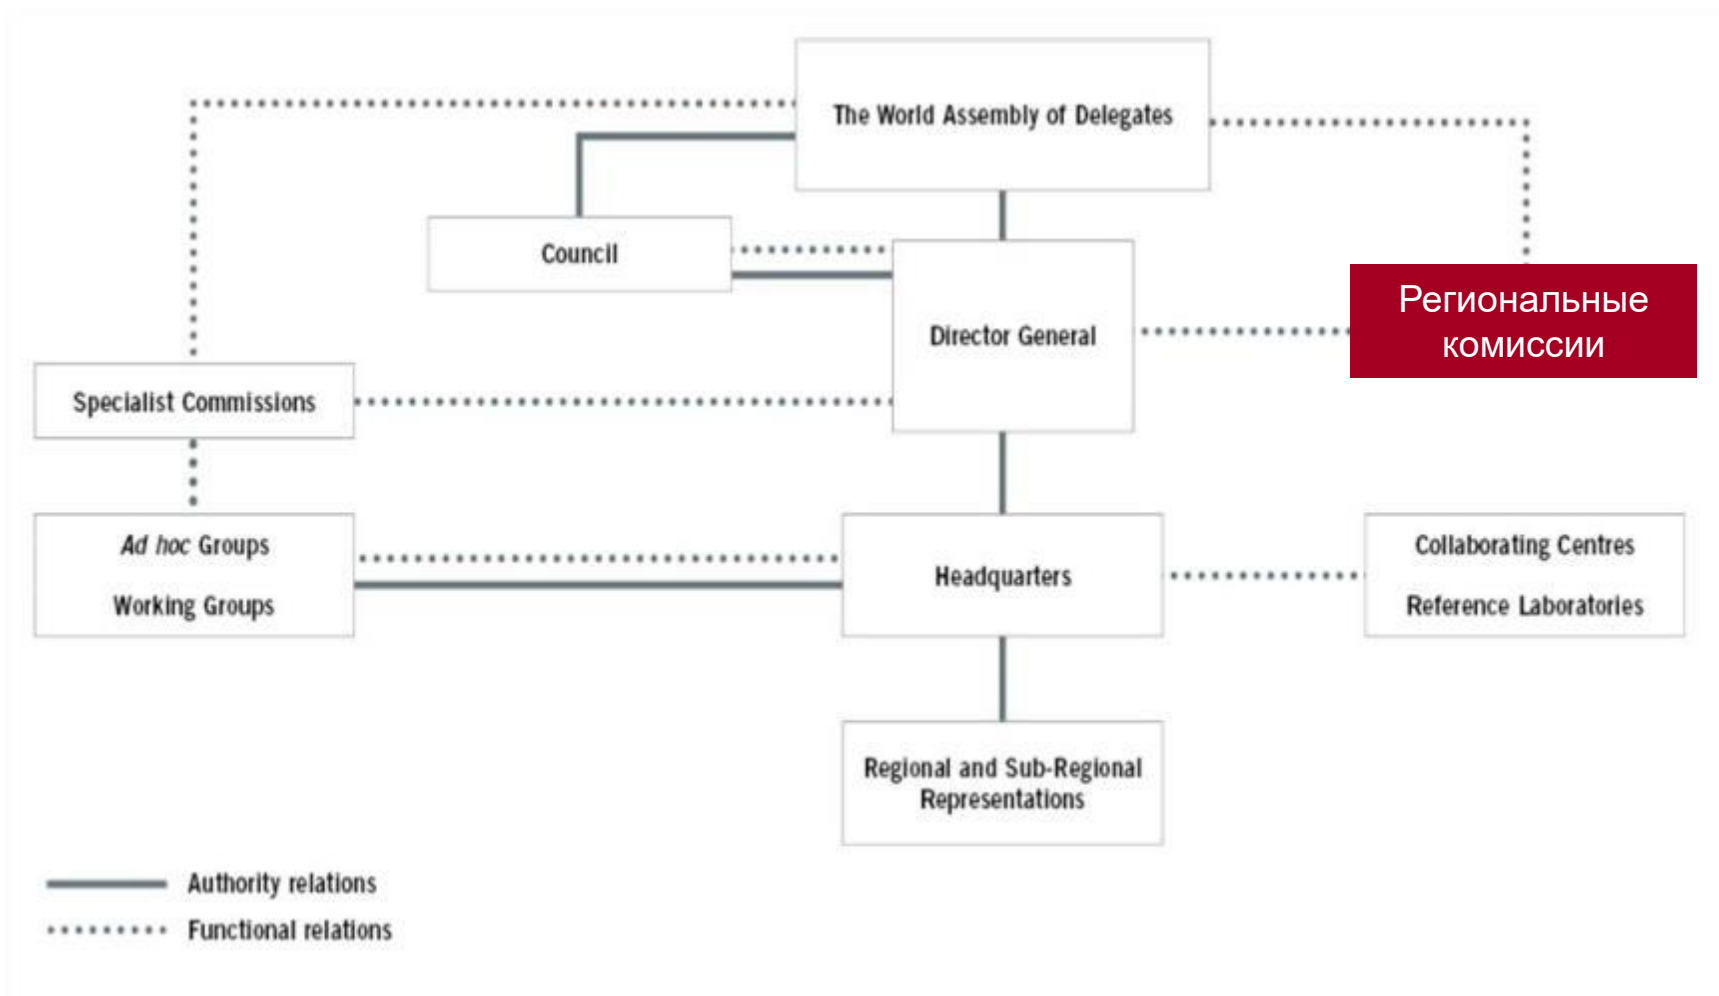 The World Assembly of Delegates
Council
Director General
Региональные
комиссии
Specialist Commissions
Ad hoc Groups
Working Groups
Headquarters
Collaborating Centres
Reference Laboratories
Regional and Sub-Regional
Representations
Authority relations
Functional relations